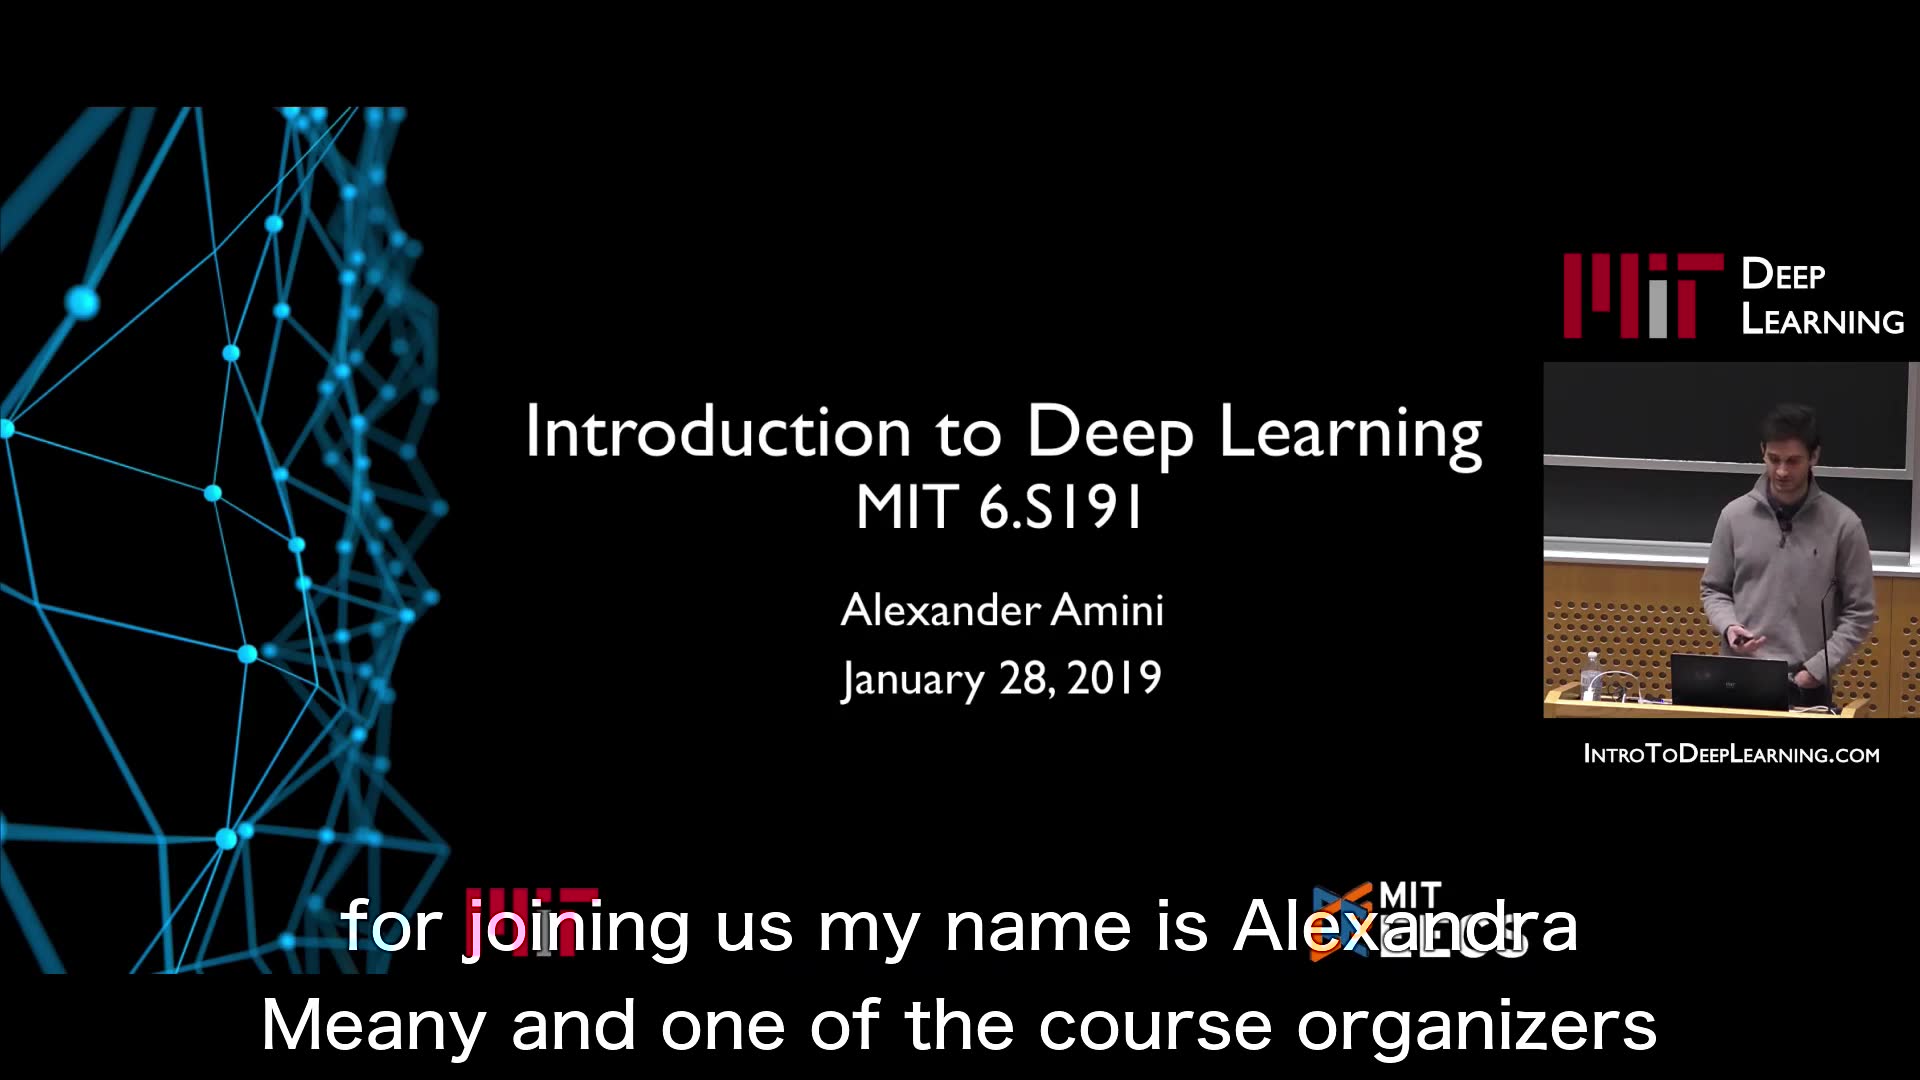 MIT DEEP
LEARNING
Introduction to Deep Learning
MIT 6.S191
Alexander Amini
January 28, 2019
INTROTODEEPLEARNING.COM
MIT
MIT
EECS
for joining us my name is Alexandra
Meany and one of the course organizers